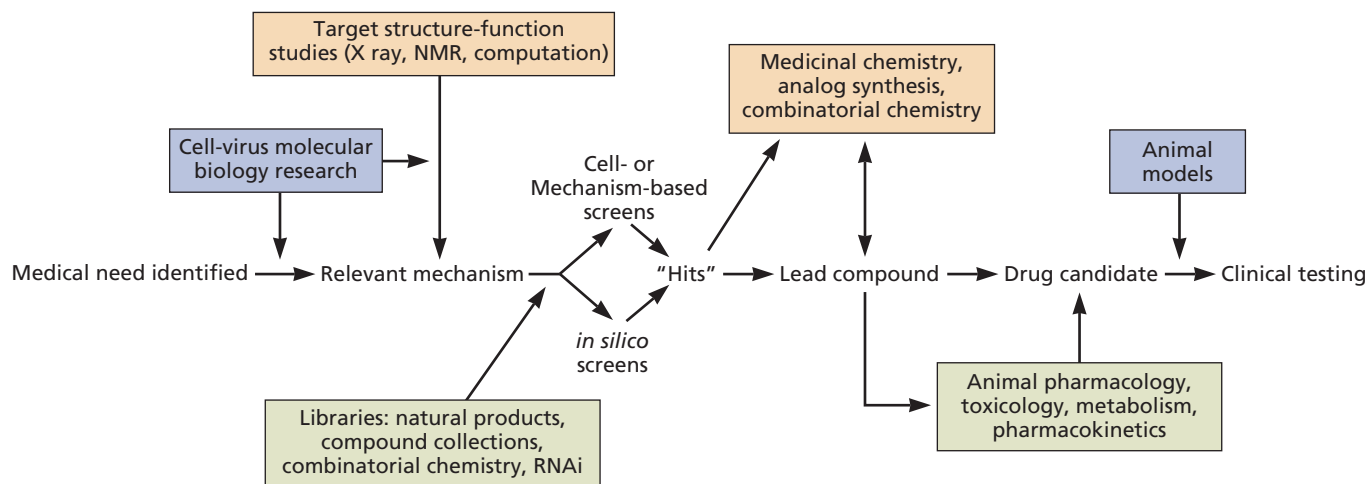 Target structure-function
studies (X ray, NMR, computation)
Medicinal chemistry,
analog synthesis,
combinatorial chemistry
Cell-virus molecular
biology research
Cell- or
Mechanism-based
screens
Animal
models
Medical need identified
Relevant mechanism
“Hits”
Lead compound
Drug candidate
Clinical testing
in silico
screens
Libraries: natural products,
compound collections,
combinatorial chemistry, RNAi
Animal pharmacology,
toxicology, metabolism,
pharmacokinetics